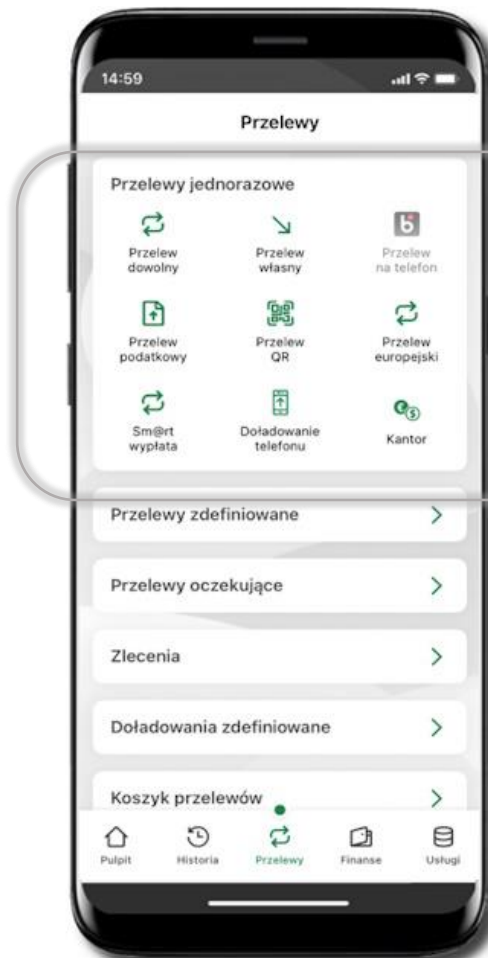 14:59
Przelewy
Przelewy jednorazowe
Przelew
dowolny
Przelew
własny
Przelew
na telefon
Przelew
podatkowy
Przelew
QR
Przelew
europejski
Sm@rt
wypłata
Doładowanie
telefonu
Kantor
Przelewy zdefiniowane
Przelewy oczekujące
Zlecenia
Doładowania zdefiniowane
Koszyk przelewów
Pulpit
Historia
Przelewy
Finanse
Usługi